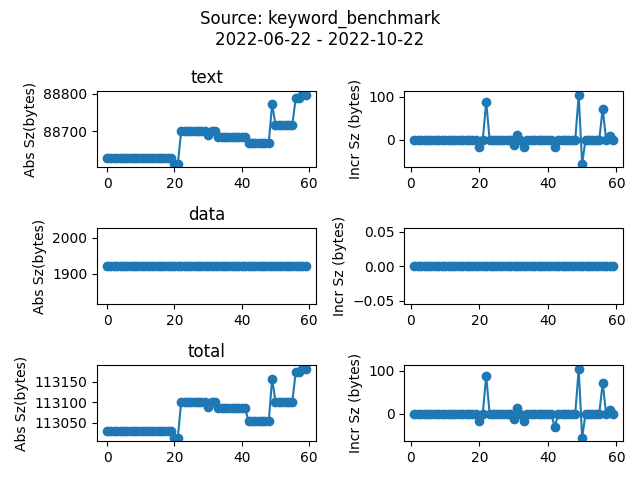 Source: keyword_benchmark
2022-06-22 - 2022-10-22
text
Abs Sz(bytes)
88800
88700
0 20 40 60
Incr Sz (bytes)
100
0
0 20 40 60
data
Abs Sz(bytes)
2000
1900
0 20 40 60
Incr Sz (bytes)
0.05
0.00
−0.05
0 20 40 60
total
Abs Sz(bytes)
113150
113100
113050
0 20 40 60
Incr Sz (bytes)
100
0
0 20 40 60